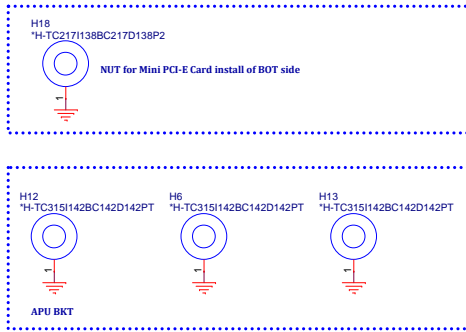 H18
*H-TC217I138BC217D138P2
NUT for Mini PCI-E Card install of BOT side
1
H12
*H-TC315I142BC142D142PT
H6
*H-TC315I142BC142D142PT
H13
*H-TC315I142BC142D142PT
1
1
1
APU BKT